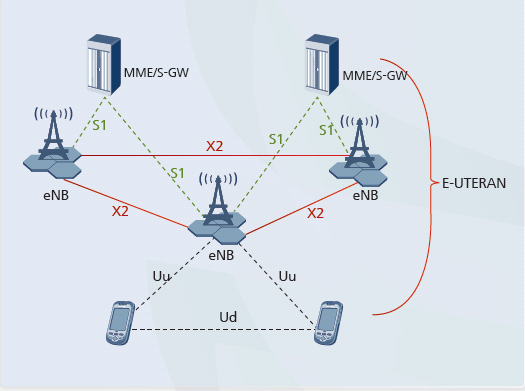 MME/S-GW
MME/S-GW
S1
S1
S1
X2
S1
E-UTERAN
eNB
eNB
X2
X2
eNB
Uu
Uu
Ud